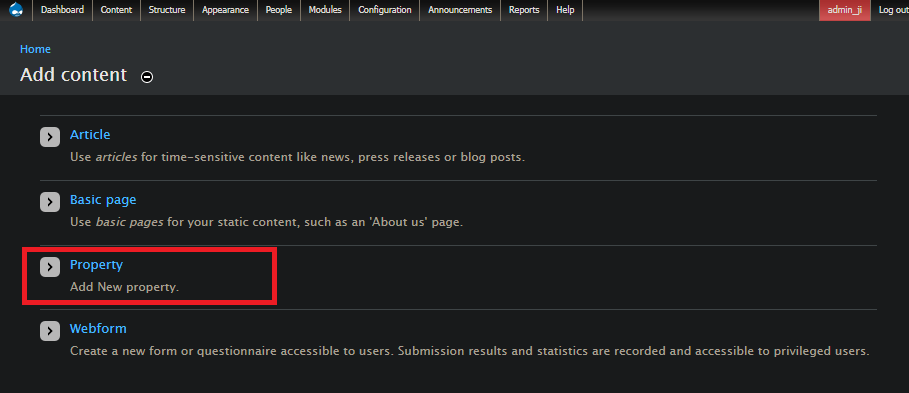 Dashboard Content Structure Appearance People Modules Configuration Announcements Reports Help admin_ji Log out
Home
Add content
Article
Use articles for time-sensitive content like news, press releases or blog posts.
Basic page
Use basic pages for your static content, such as an 'About us' page.
Property
Add New property.
Webform
Create a new form or questionnaire accessible to users. Submission results and statistics are recorded and accessible to privileged users.